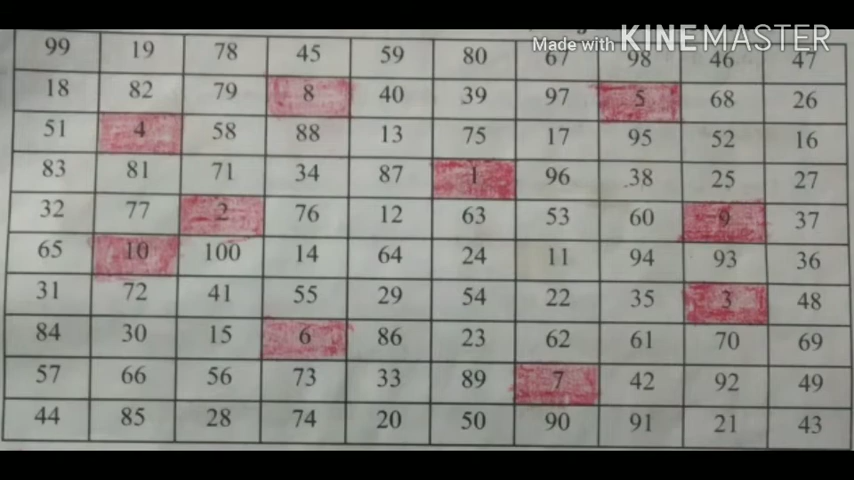 Made with KINEMASTER
99 19 78 45 59 80 67 98 46 47
18 82 79 8 40 39 97 5 68 26
51 4 58 88 13 75 17 95 52 16
83 81 71 34 87 1 96 38 25 27
32 77 2 76 12 63 53 60 9 37
65 10 100 14 64 24 11 94 93 36
31 72 41 55 29 54 22 35 3 48
84 30 15 6 86 23 62 61 70 69
57 66 56 73 33 89 7 42 92 49
44 85 28 74 20 50 90 91 21 43